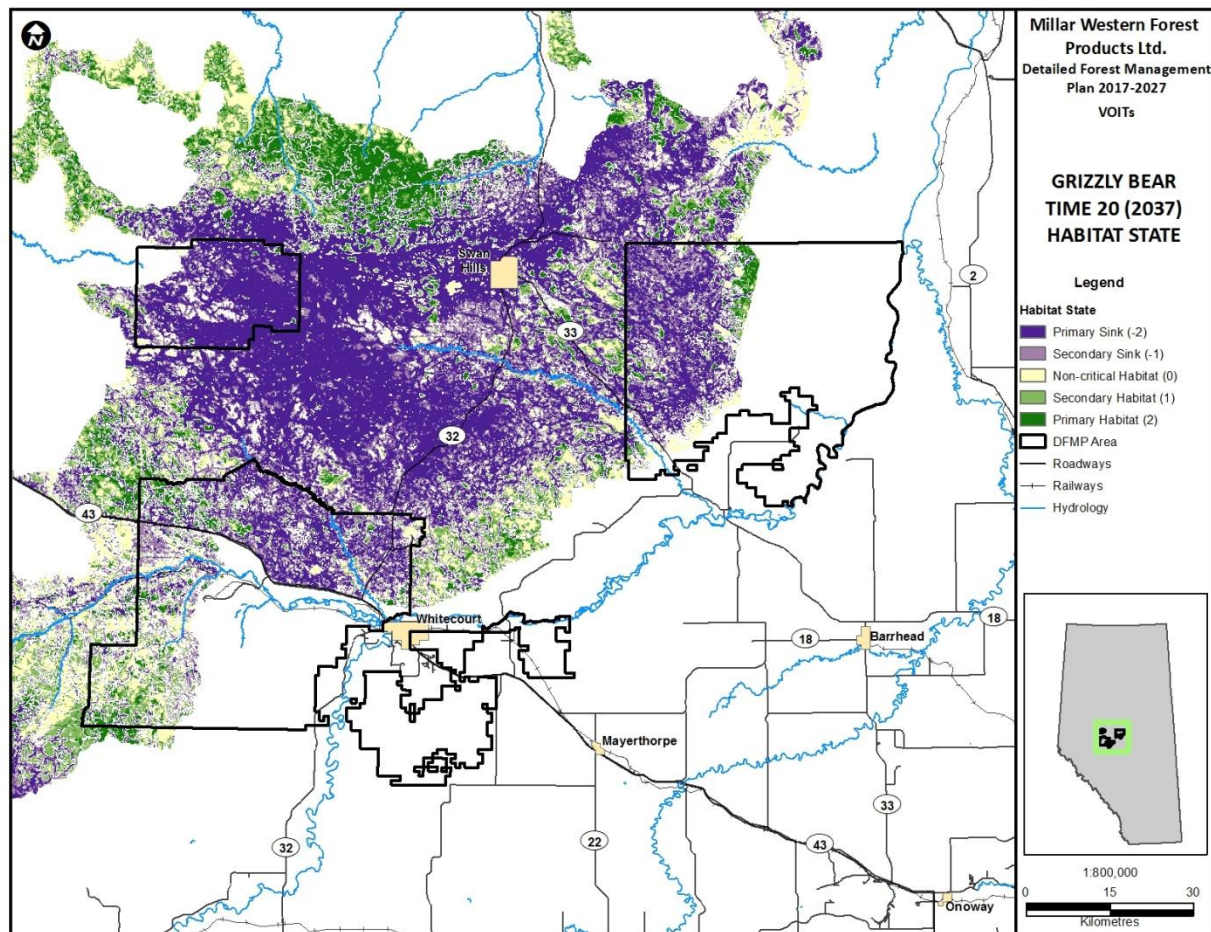 N
Swan
Hills
33
2
32
43
Whitecourt
18
Barrhead
18
Mayerthorpe
33
32
22
43
Onoway
Millar Western Forest
Products Ltd.
Detailed Forest Management
Plan 2017-2027
VOITs
GRIZZLY BEAR
TIME 20 (2037)
HABITAT STATE
Legend
Habitat State
Primary Sink (-2)
Secondary Sink (-1)
Non-critical Habitat (0)
Secondary Habitat (1)
Primary Habitat (2)
DFMP Area
Roadways
Railways
Hydrology
1:800,000
0 15 30
Kilometres